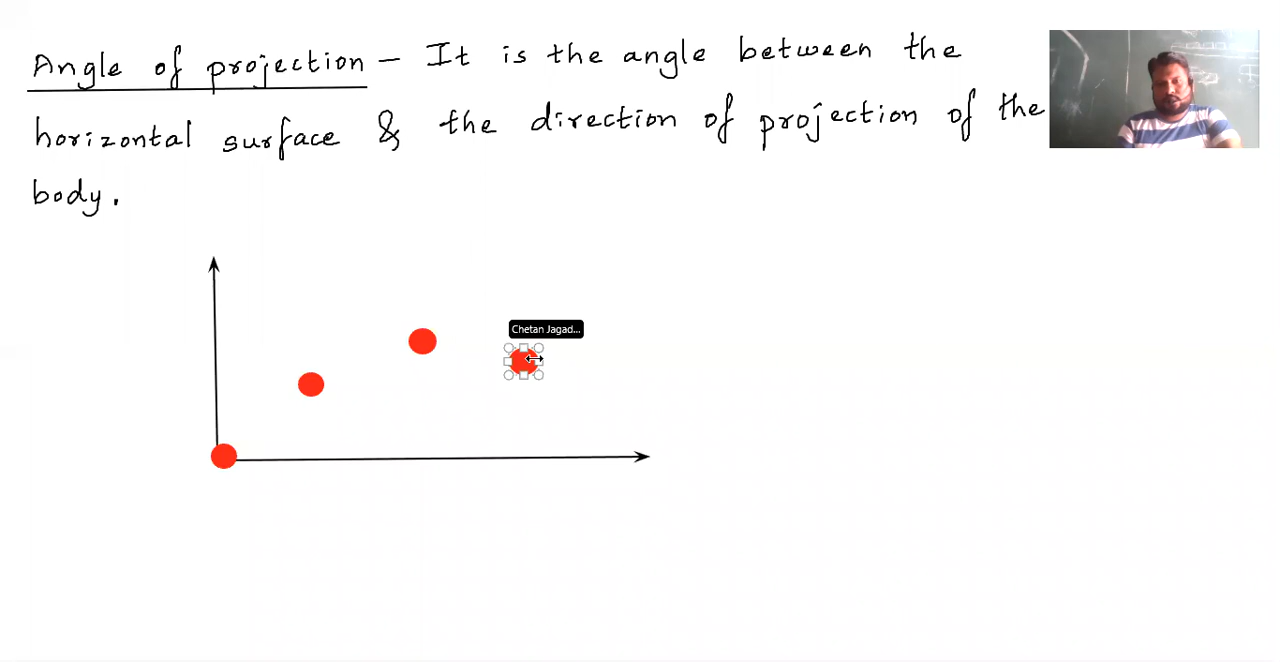 Angle of projection – It is the angle between the
horizontal surface & the direction of projection of the
body.
Chetan Jagad...